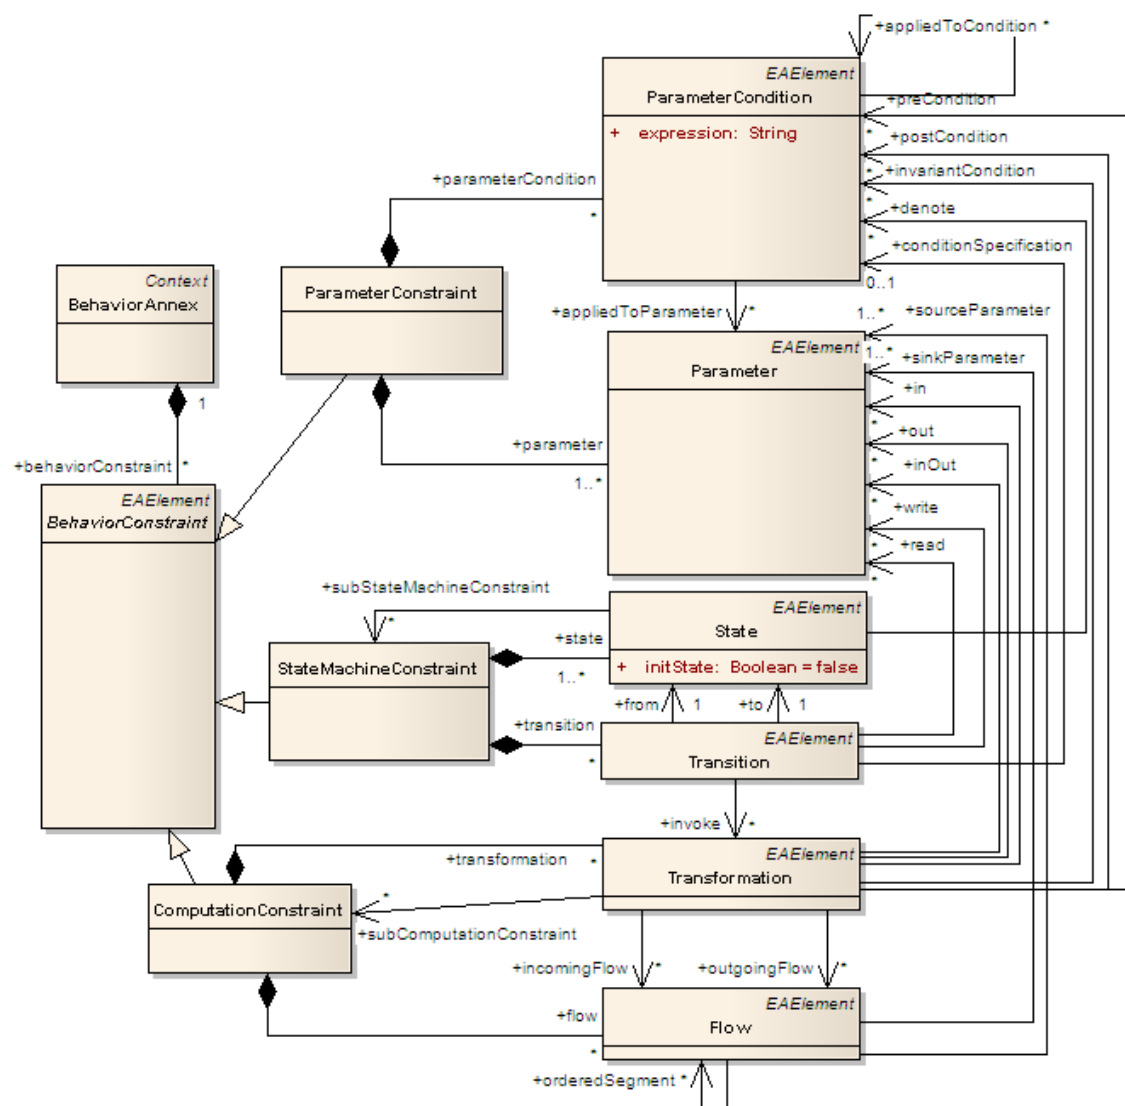 +appliedToCondition *
EAElement
ParameterCondition
+preCondition
*
+ expression: String
+postCondition
*
+invariantCondition
*
+parameterCondition
*
+denote
*
+conditionSpecification
0..1
Context
BehaviorAnnex
1
ParameterConstraint
+appliedToParameter *
1..* +sourceParameter
EAElement
1..* +sinkParameter
Parameter
+in
*
+out
*
+parameter
1..*
+inOut
*
+write
*
+read
*
+behaviorConstraint *
EAElement
BehaviorConstraint
+subStateMachineConstraint
*
EAElement
State
+state
1..*
+ initState: Boolean = false
StateMachineConstraint
+from 1
+to 1
+transition
*
EAElement
Transition
+invoke *
EAElement
Transformation
+transformation *
*
ComputationConstraint
+subComputationConstraint
+incomingFlow *
+outgoingFlow *
EAElement
Flow
+flow
*
+orderedSegment *